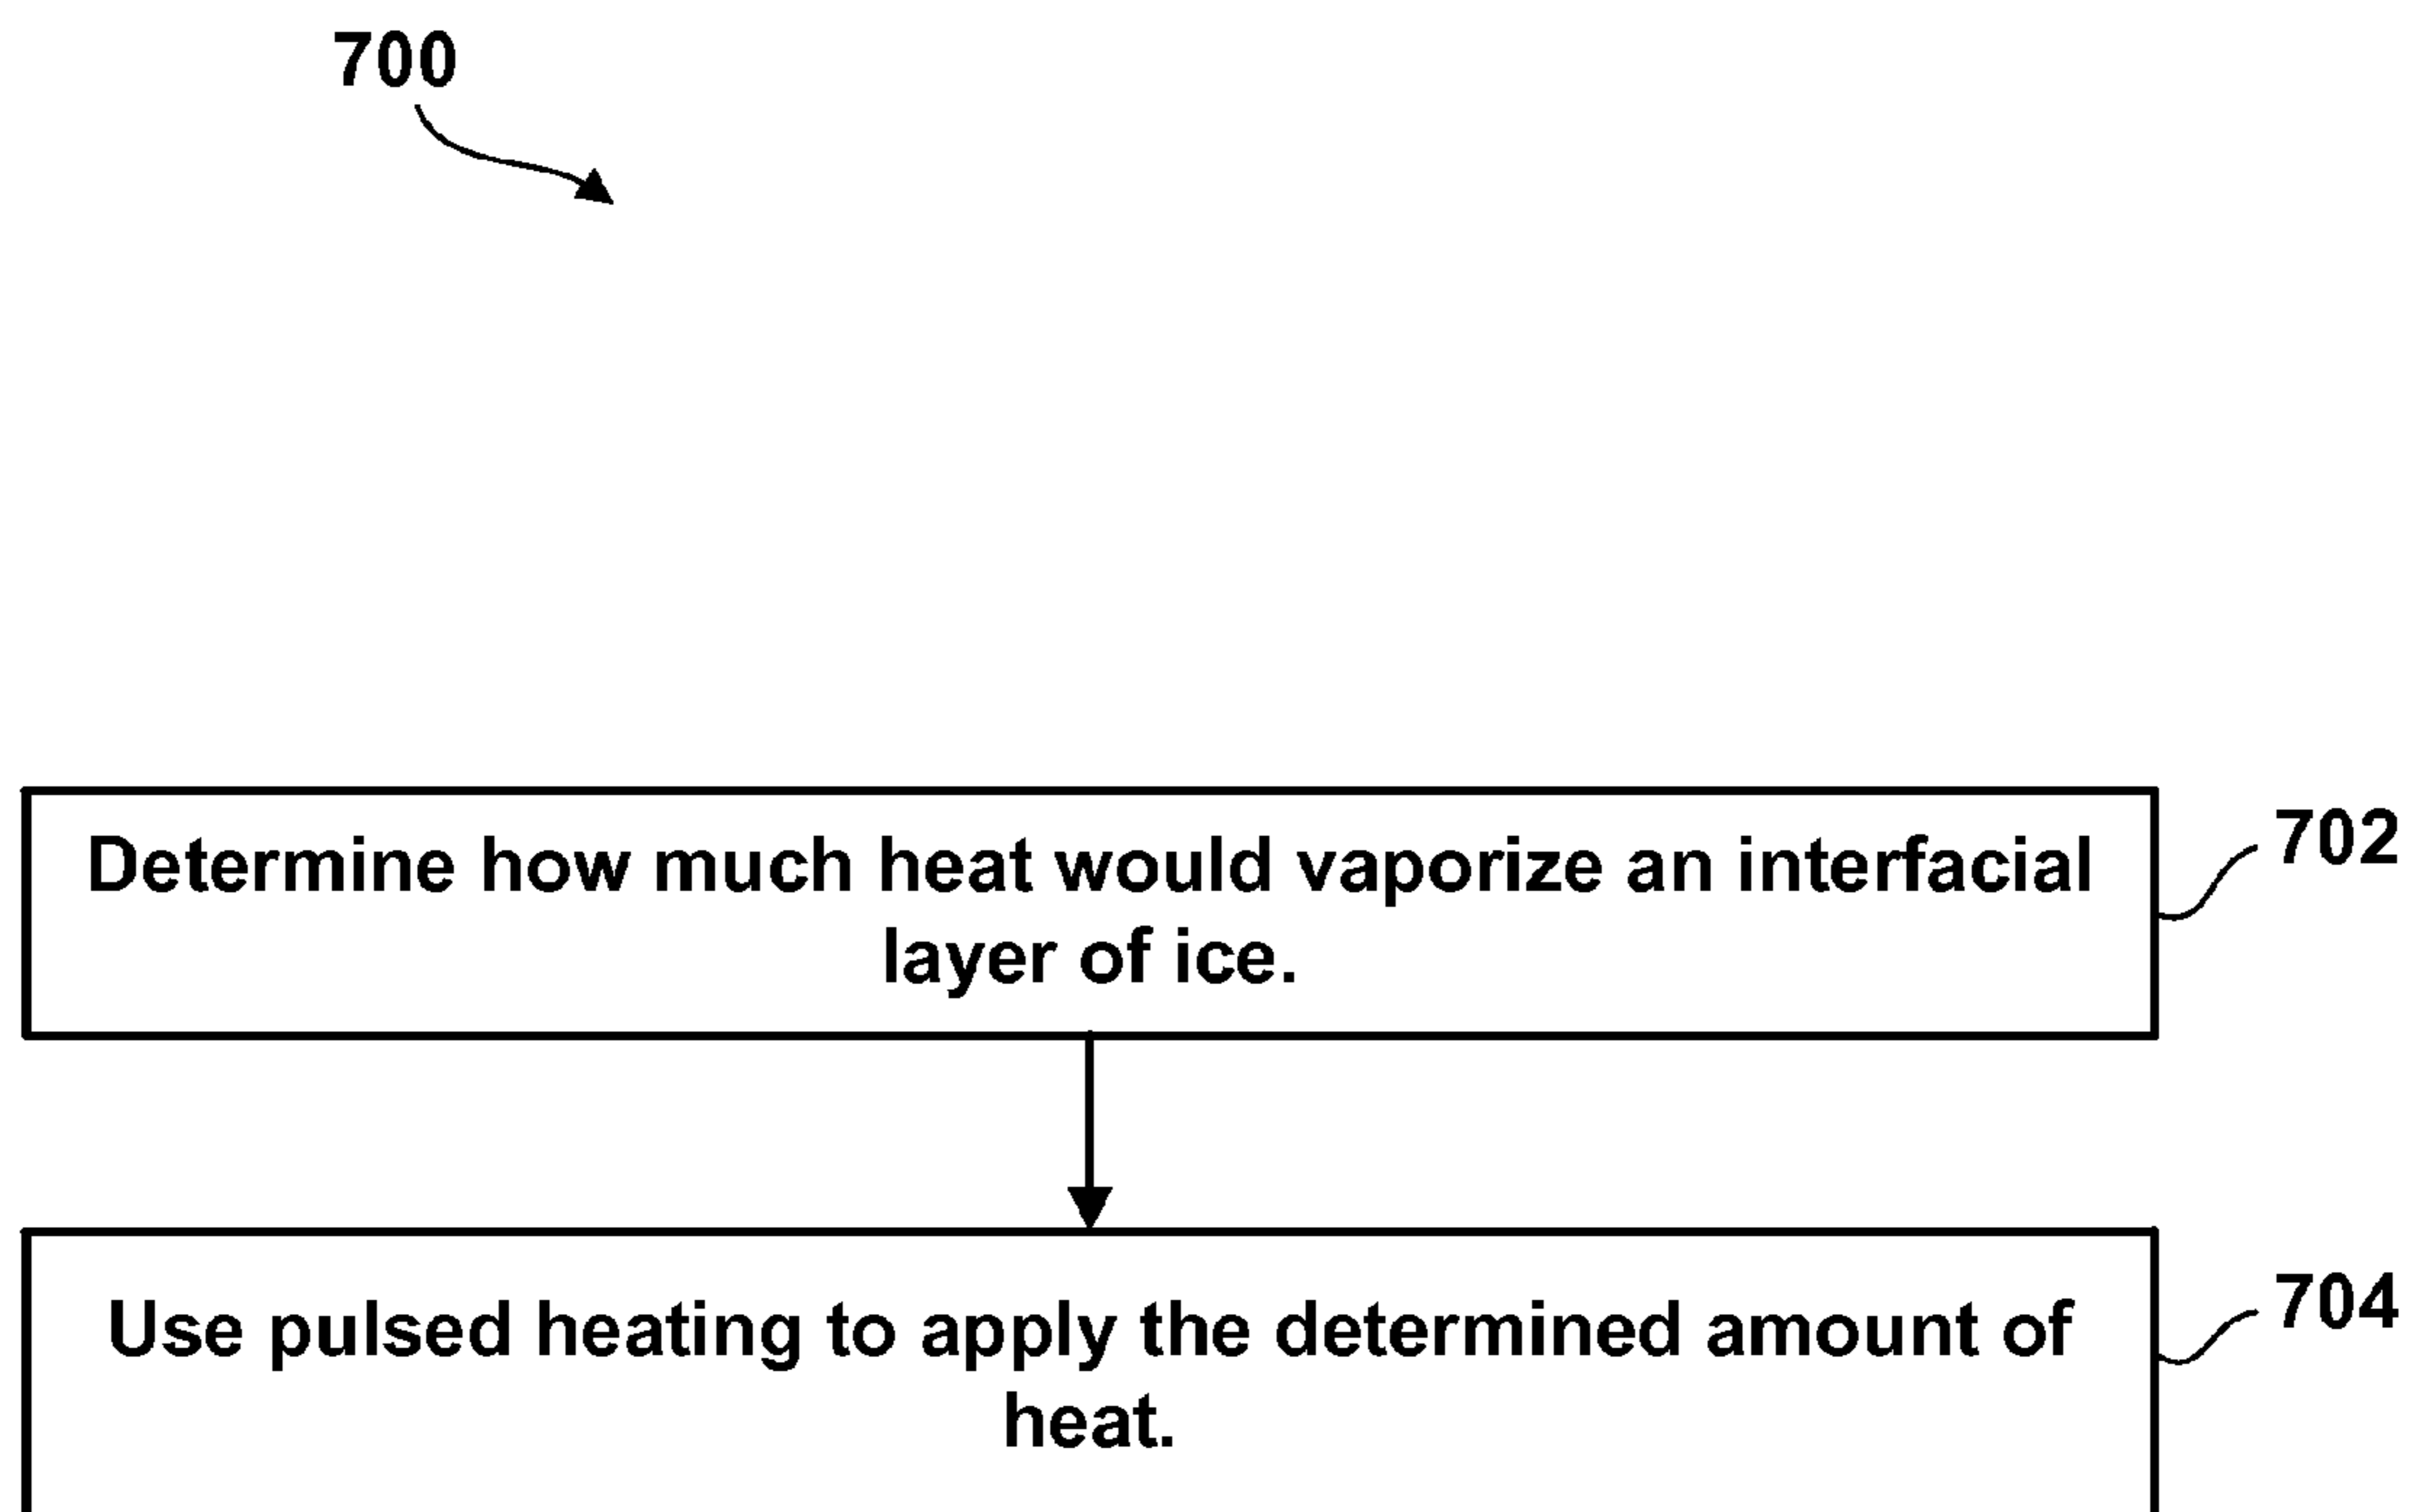 700
Determine how much heat would vaporize an interfacial
layer of ice.
702
Use pulsed heating to apply the determined amount of
heat.
704